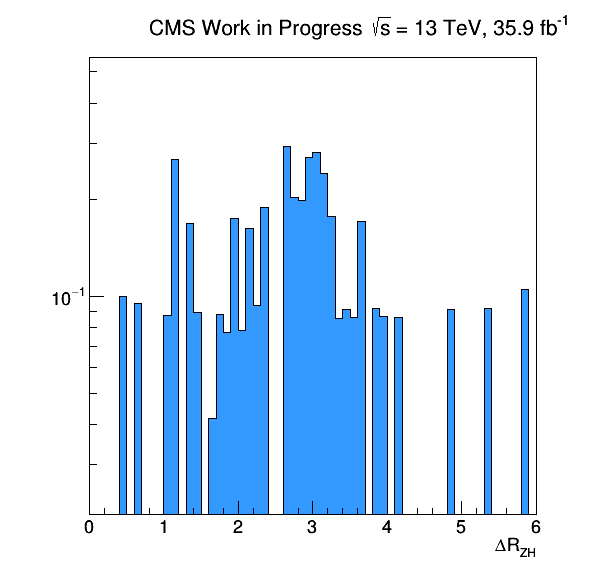 CMS Work in Progress √s = 13 TeV, 35.9 fb⁻¹
10⁻¹
0 1 2 3 4 5 6
ΔR_ZH